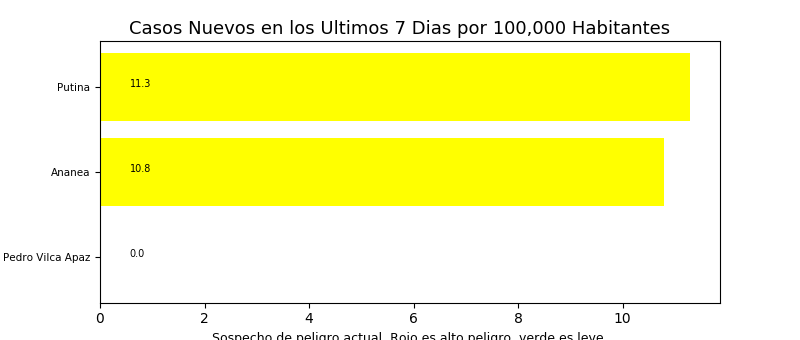 Casos Nuevos en los Ultimos 7 Dias por 100,000 Habitantes
Putina 11.3
Ananea 10.8
Pedro Vilca Apaz 0.0
0 2 4 6 8 10
Sospecho de peligro actual. Rojo es alto peligro, verde es leve